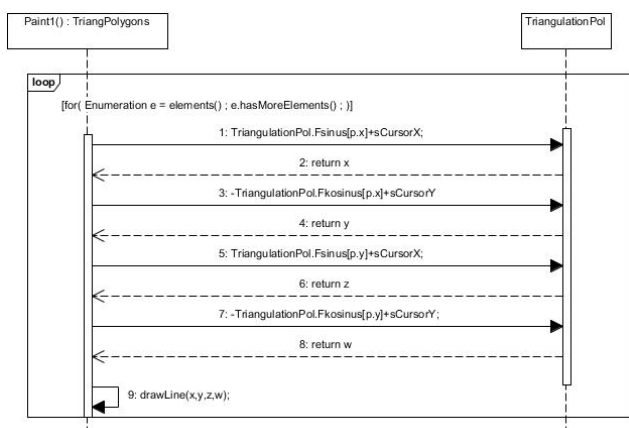 Paint1() : TriangPolygons
TriangulationPol
loop
[for( Enumeration e = elements() ; e.hasMoreElements() ; )]
1: TriangulationPol.Fsinus[p.x]+sCursorX;
2: return x
3: -TriangulationPol.Fkosinus[p.x]+sCursorY
4: return y
5: TriangulationPol.Fsinus[p.y]+sCursorX;
6: return z
7: -TriangulationPol.Fkosinus[p.y]+sCursorY;
8: return w
9: drawLine(x,y,z,w);